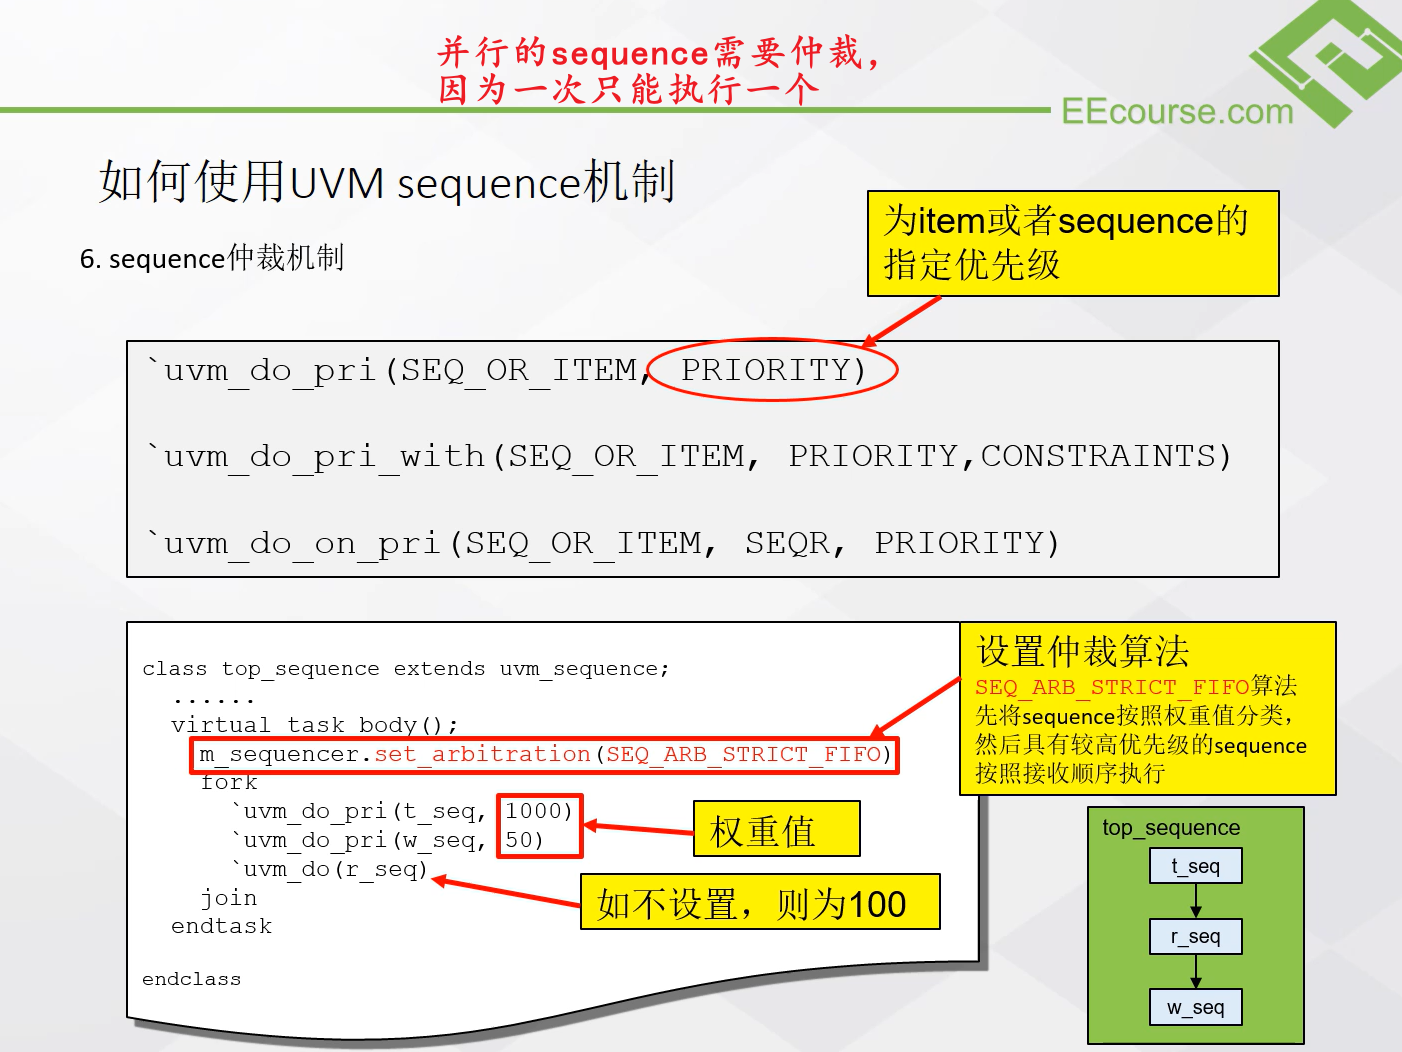 并行的sequence需要仲裁，
因为一次只能执行一个
EEcourse.com
如何使用UVM sequence机制
为item或者sequence的
指定优先级
6. sequence仲裁机制
`uvm_do_pri(SEQ_OR_ITEM, PRIORITY)
`uvm_do_pri_with(SEQ_OR_ITEM, PRIORITY,CONSTRAINTS)
`uvm_do_on_pri(SEQ_OR_ITEM, SEQR, PRIORITY)
设置仲裁算法
SEQ_ARB_STRICT_FIFO算法
先将sequence按照权重值分类，
然后具有较高优先级的sequence
按照接收顺序执行
class top_sequence extends uvm_sequence;
......
virtual task body();
m_sequencer.set_arbitration(SEQ_ARB_STRICT_FIFO)
fork
`uvm_do_pri(t_seq, 1000)
`uvm_do_pri(w_seq, 50)
`uvm_do(r_seq)
join
endtask
endclass
权重值
如不设置，则为100
top_sequence
t_seq
r_seq
w_seq